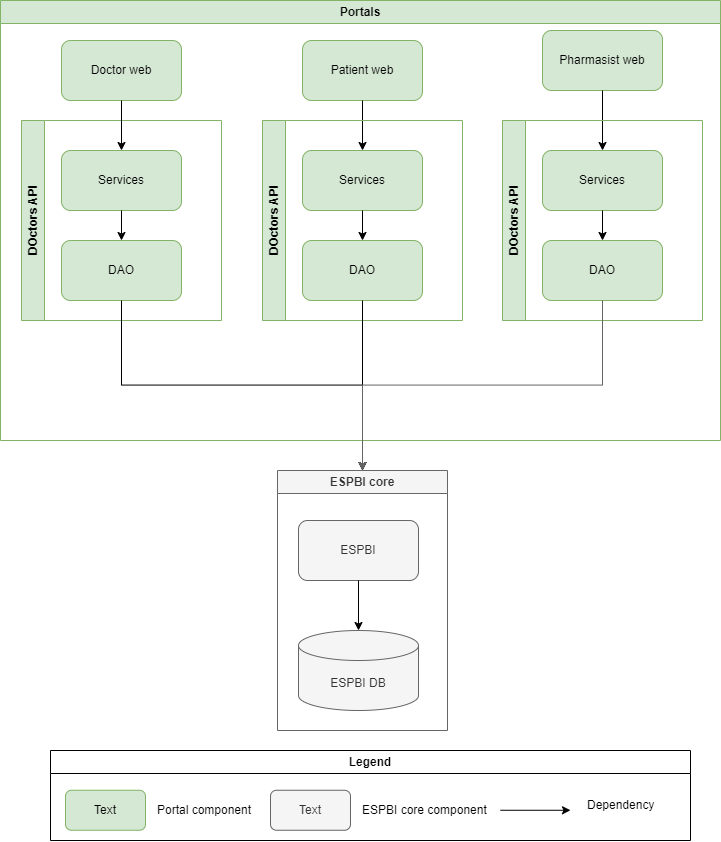 Portals
Doctor web
Patient web
Pharmasist web
DOctors API
Services
DAO
DOctors API
Services
DAO
DOctors API
Services
DAO
ESPBI core
ESPBI
ESPBI DB
Legend
Text
Portal component
Text
ESPBI core component
Dependency